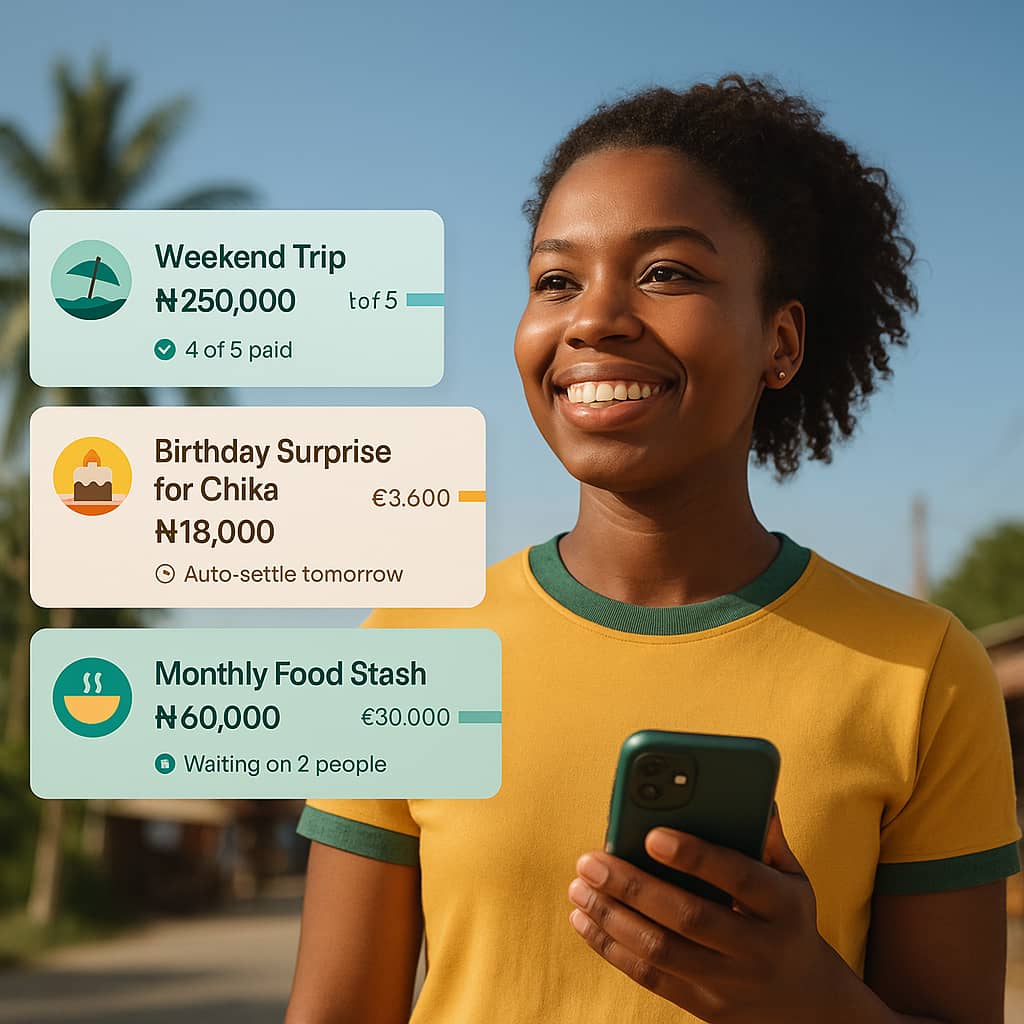 Weekend Trip
₦250,000
tof 5
4 of 5 paid
Birthday Surprise
for Chika
€3.600
₦18,000
Auto-settle tomorrow
Monthly Food Stash
₦60,000
€30.000
Waiting on 2 people